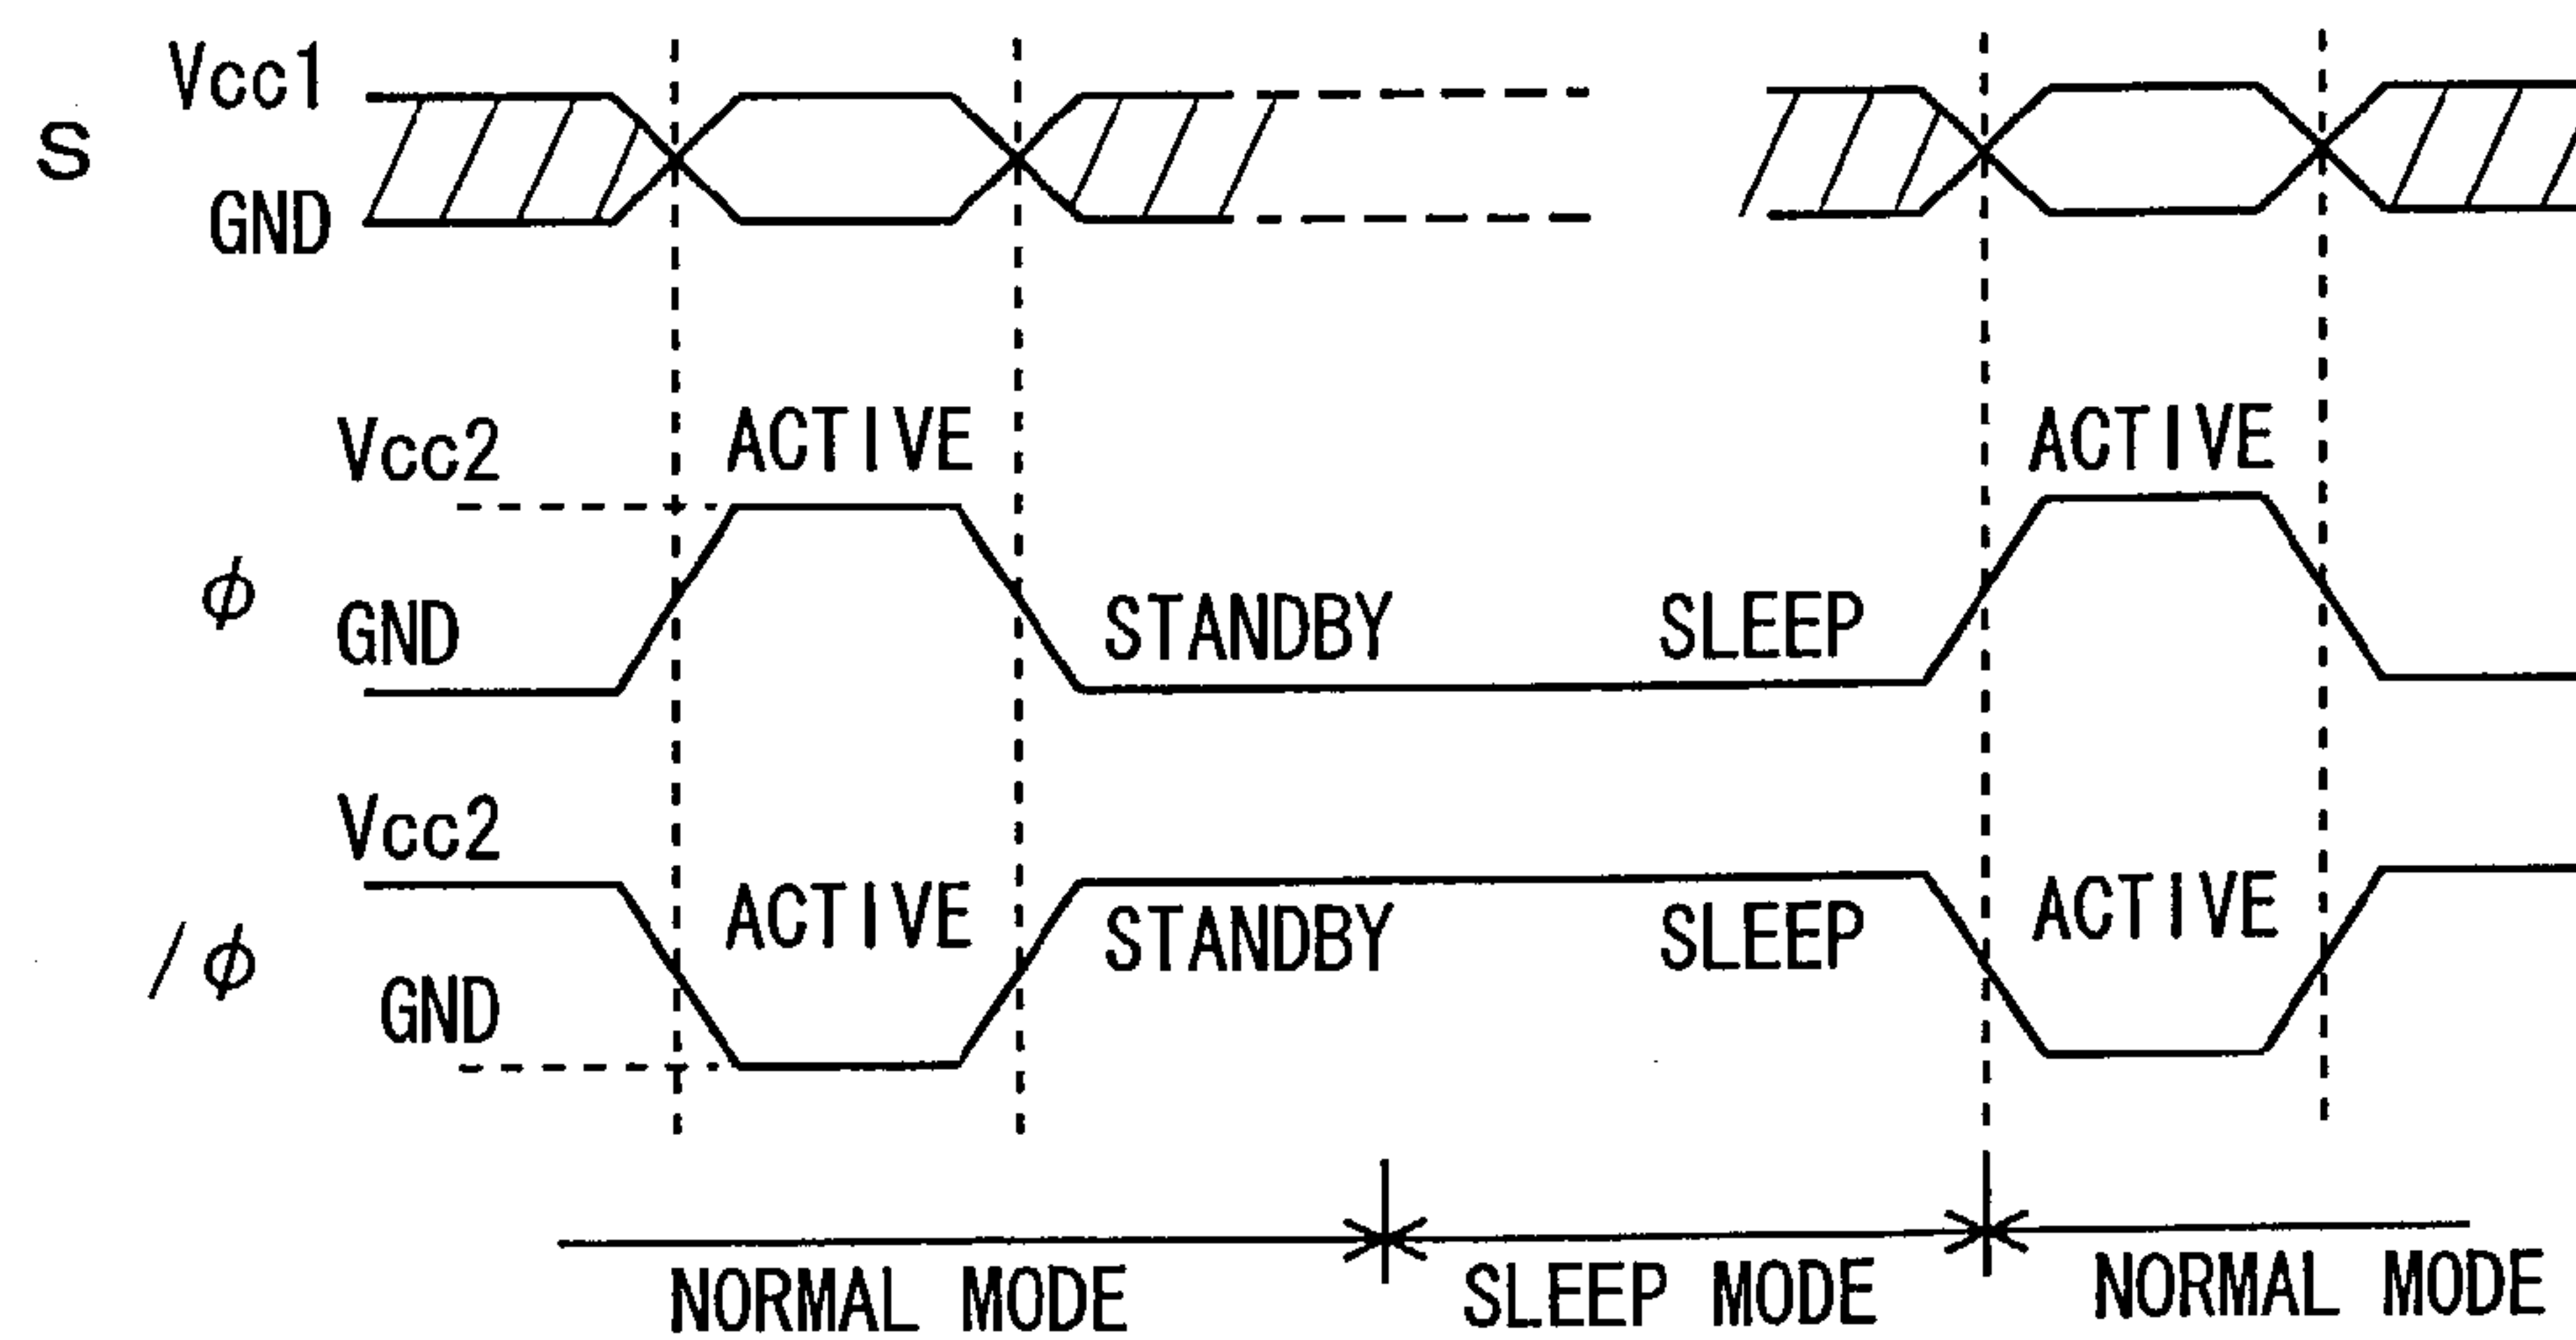 Vcc1
S
GND
ACTIVE ACTIVE
Vcc2
φ
GND STANDBY SLEEP
Vcc2
ACTIVE STANDBY SLEEP ACTIVE
/φ
GND
NORMAL MODE SLEEP MODE NORMAL MODE